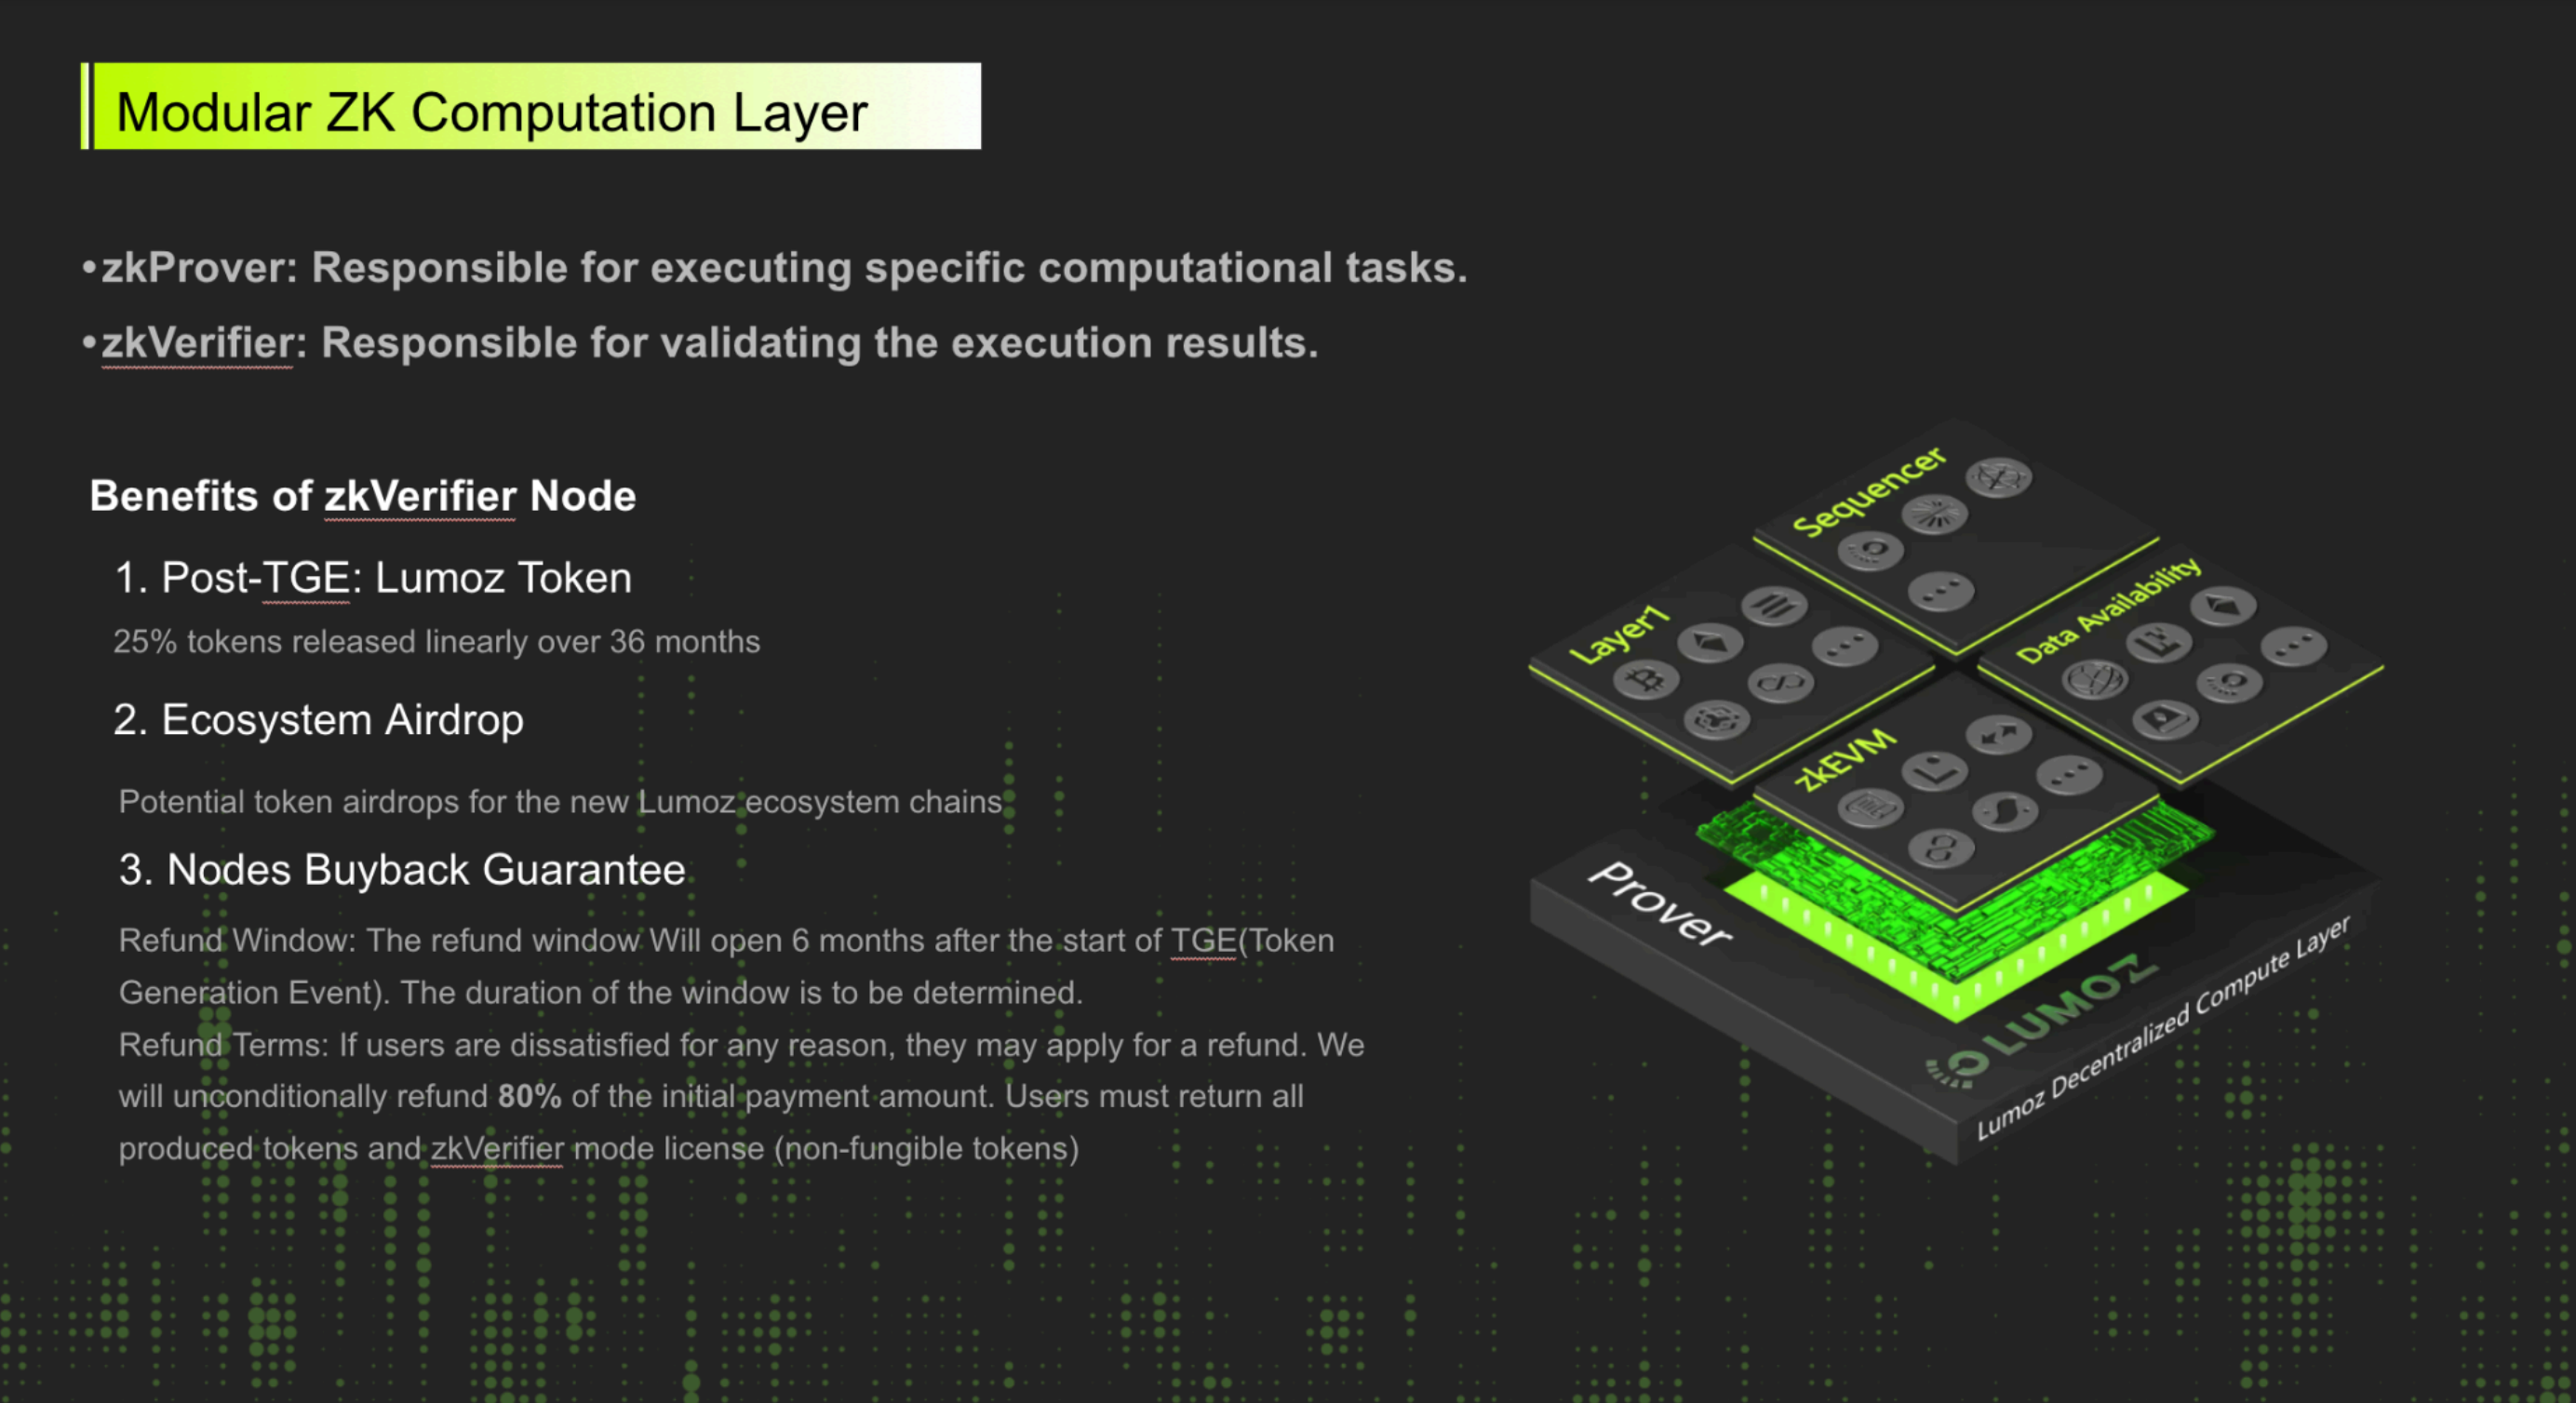 Modular ZK Computation Layer
•zkProver: Responsible for executing specific computational tasks.
•zkVerifier: Responsible for validating the execution results.
Benefits of zkVerifier Node
1. Post-TGE: Lumoz Token
25% tokens released linearly over 36 months
2. Ecosystem Airdrop
Potential token airdrops for the new Lumoz ecosystem chains
3. Nodes Buyback Guarantee
Refund Window: The refund window Will open 6 months after the start of TGE(Token
Generation Event). The duration of the window is to be determined.
Refund Terms: If users are dissatisfied for any reason, they may apply for a refund. We
will unconditionally refund 80% of the initial payment amount. Users must return all
produced tokens and zkVerifier mode license (non-fungible tokens)
Sequencer
Layer1
Data Availability
zkEVM
Prover
LUMOZ
Lumoz Decentralized Compute Layer